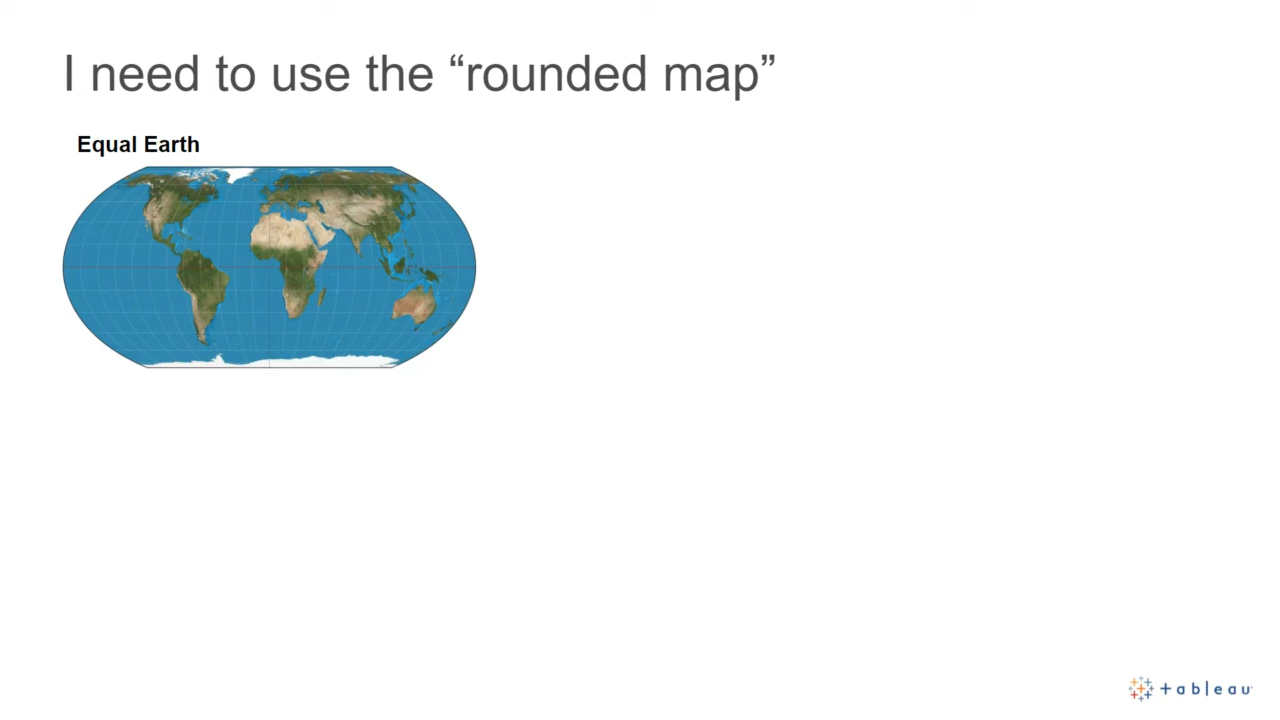 I need to use the “rounded map”
Equal Earth
+ableau